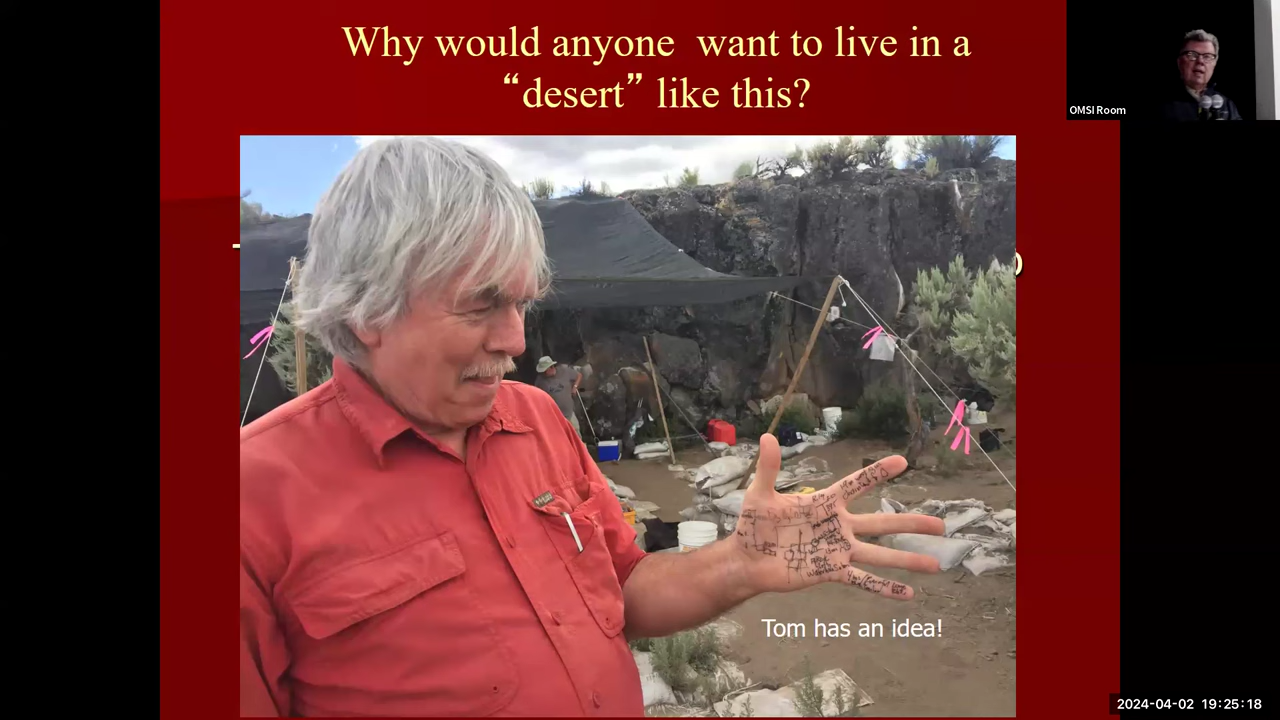 Why would anyone want to live in a
“desert” like this?
OMSI Room
Tom has an idea!
2024-04-02 19:25:18